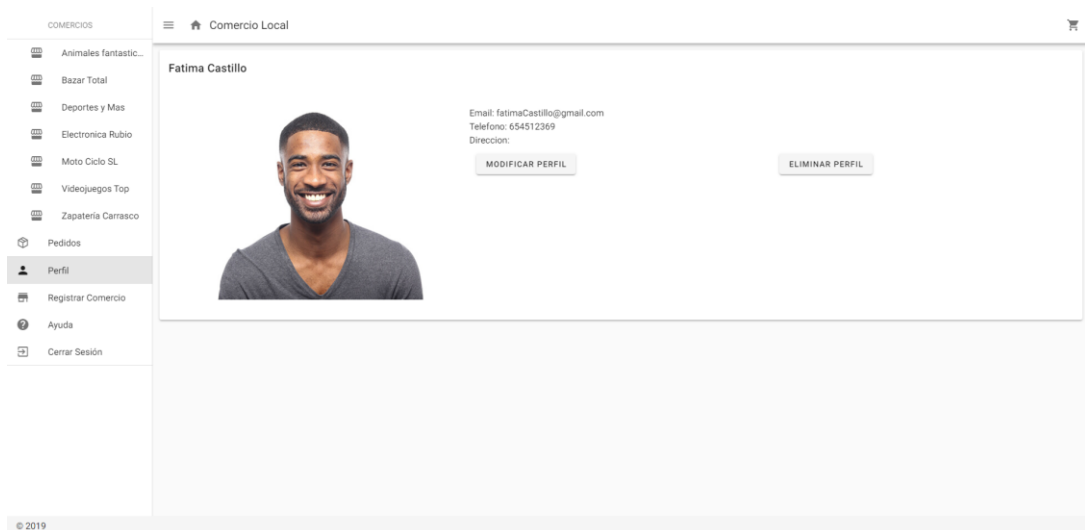 COMERCIOS
Animales fantastic...
Bazar Total
Deportes y Mas
Electronica Rubio
Moto Ciclo SL
Videojuegos Top
Zapatería Carrasco
Pedidos
Perfil
Registrar Comercio
Ayuda
Cerrar Sesión
Comercio Local
Fatima Castillo
Email: fatimaCastillo@gmail.com
Telefono: 654512369
Direccion:
MODIFICAR PERFIL
ELIMINAR PERFIL
© 2019